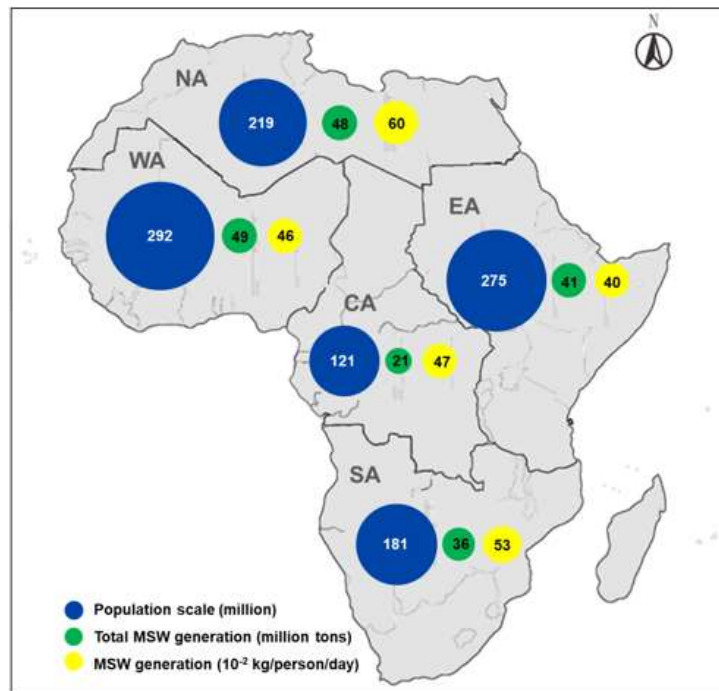 N
NA
219
48
60
WA
292
49
46
EA
275
41
40
CA
121
21
47
SA
181
36
53
Population scale (million)
Total MSW generation (million tons)
MSW generation (10⁻² kg/person/day)